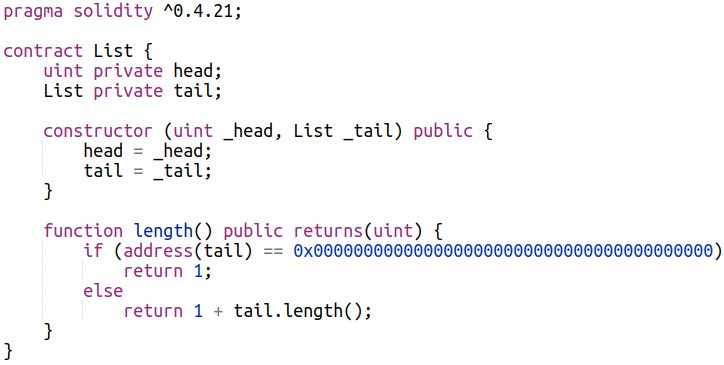 pragma solidity ^0.4.21;

contract List {
    uint private head;
    List private tail;

    constructor (uint _head, List _tail) public {
        head = _head;
        tail = _tail;
    }

    function length() public returns(uint) {
        if (address(tail) == 0x0000000000000000000000000000000000000000)
            return 1;
        else
            return 1 + tail.length();
    }
}